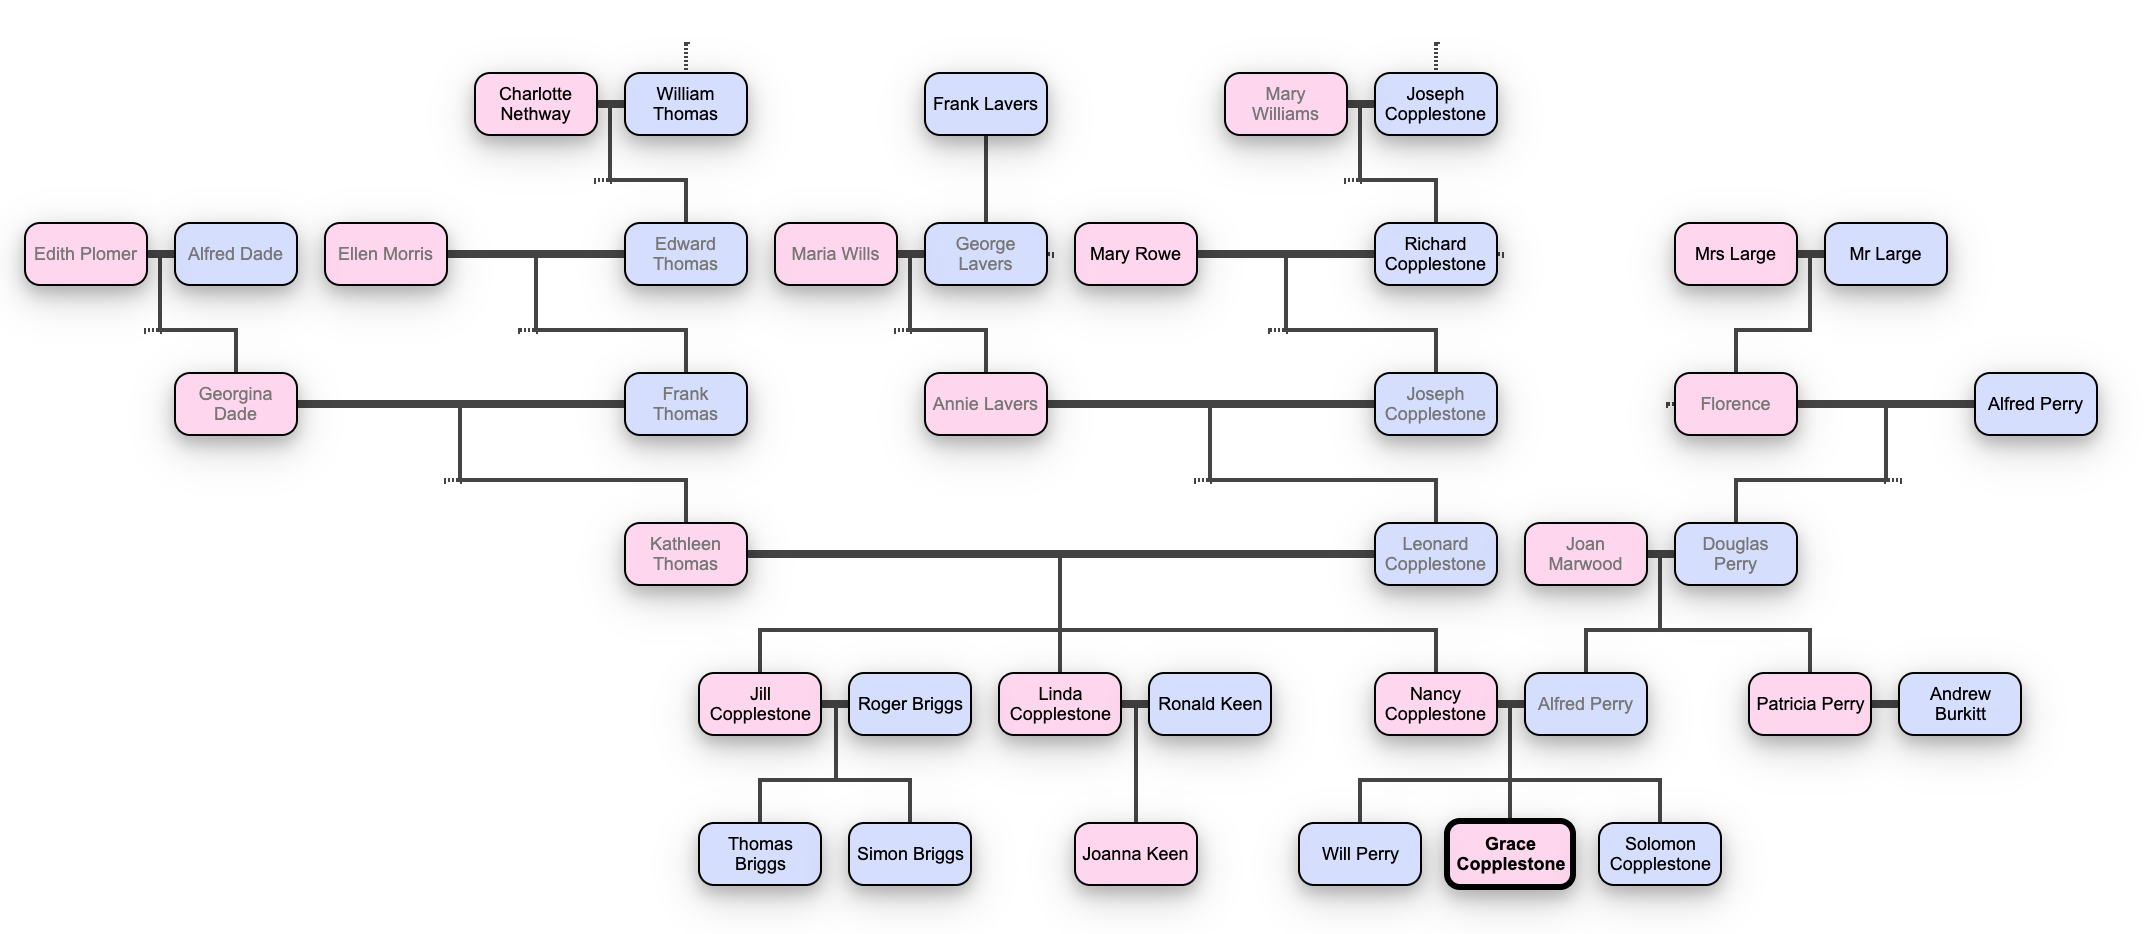 Charlotte
Nethway
William
Thomas
Frank Lavers
Mary
Williams
Joseph
Copplestone
Edith Plomer
Alfred Dade
Ellen Morris
Edward
Thomas
Maria Wills
George
Lavers
Mary Rowe
Richard
Copplestone
Mrs Large
Mr Large
Georgina
Dade
Frank
Thomas
Annie Lavers
Joseph
Copplestone
Florence
Alfred Perry
Kathleen
Thomas
Leonard
Copplestone
Joan
Marwood
Douglas
Perry
Jill
Copplestone
Roger Briggs
Linda
Copplestone
Ronald Keen
Nancy
Copplestone
Alfred Perry
Patricia Perry
Andrew
Burkitt
Thomas
Briggs
Simon Briggs
Joanna Keen
Will Perry
Grace
Copplestone
Solomon
Copplestone